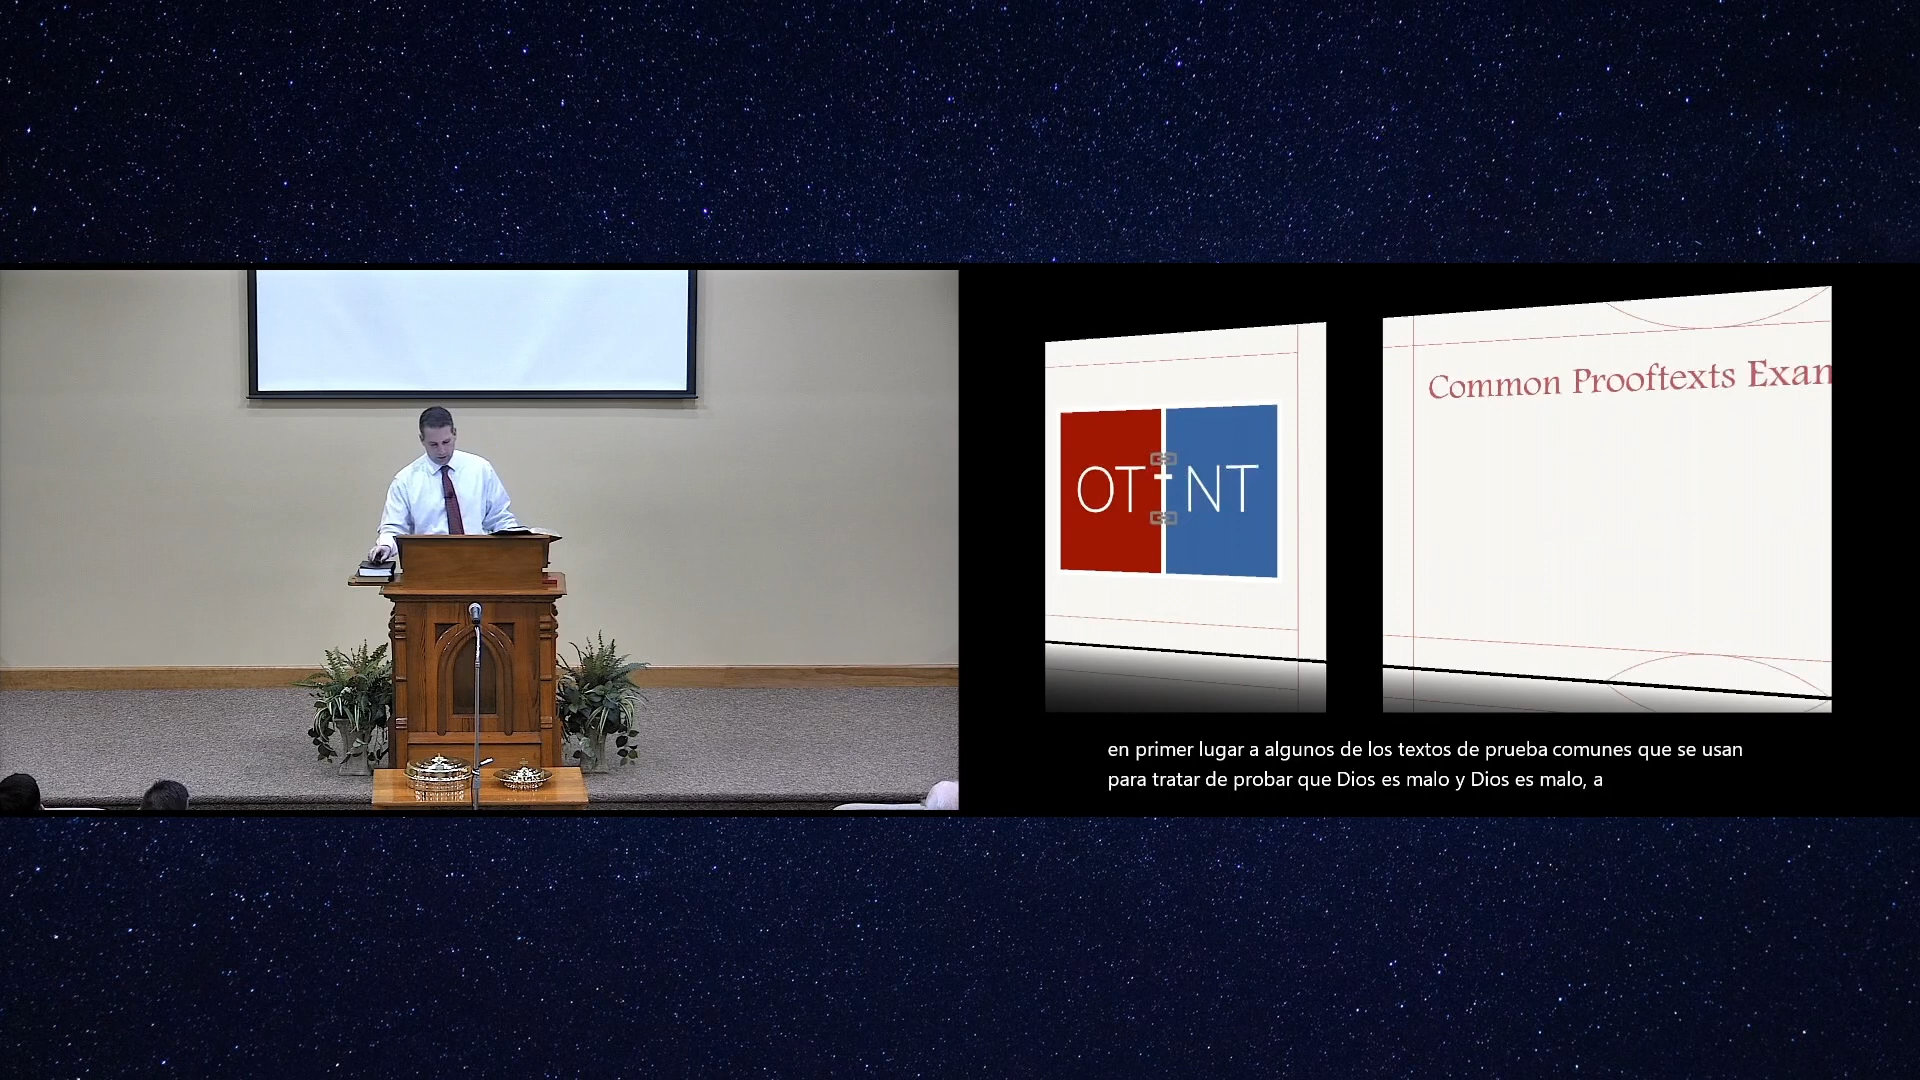 OT NT
Common Prooftexts Exam
en primer lugar a algunos de los textos de prueba comunes que se usan
para tratar de probar que Dios es malo y Dios es malo, a